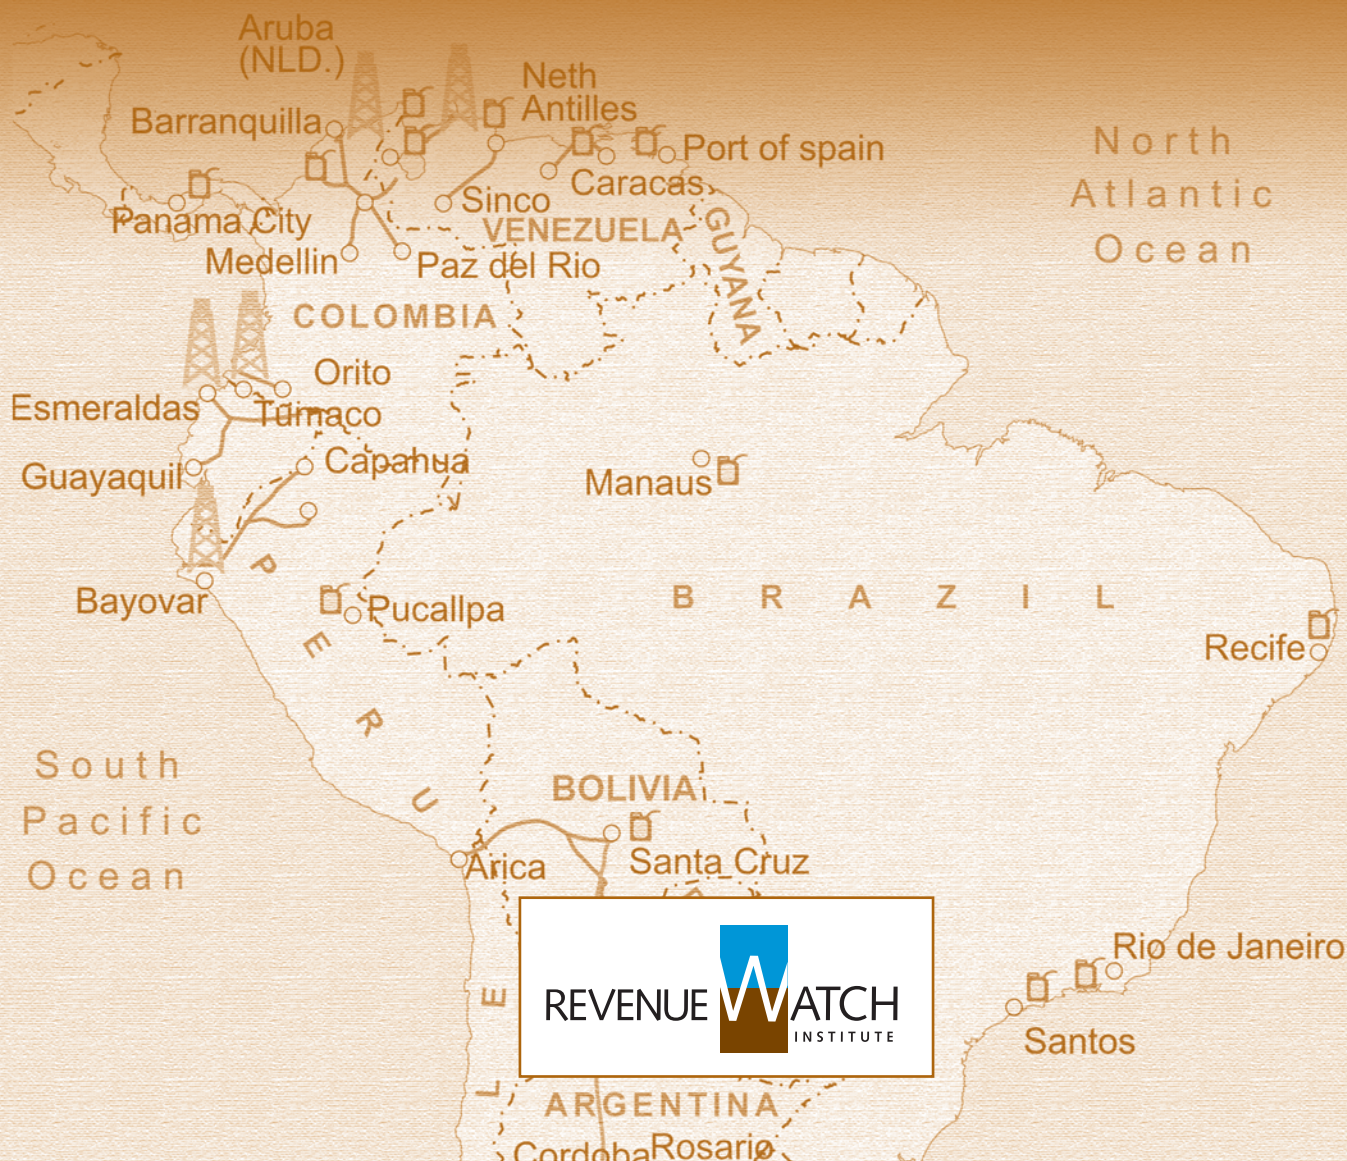 Aruba
(NLD.)
Neth
Antilles
Barranquilla
Port of spain
North
Atlantic
Ocean
Caracas
Sinco
Panama City
VENEZUELA
GUYANA
Medellin
Paz del Rio
COLOMBIA
Orito
Esmeraldas
Tumaco
Capahua
Guayaquil
Manaus
PERU
Bayovar
Pucallpa
BRAZIL
Recife
South
Pacific
Ocean
BOLIVIA
Arica
Santa Cruz
Rio de Janeiro
REVENUE WATCH
INSTITUTE
Santos
ARGENTINA
Cordoba
Rosario